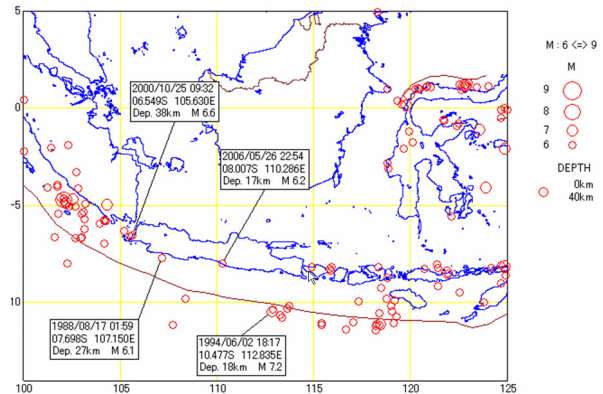 5
0
-5
10
100
105
110
115
120
125
2000/10/25 09:32
06.549S 105.630E
Dep. 38km M 6.6
2006/05/26 22:54
08.007S 110.286E
Dep. 17km M 6.2
1988/08/17 01:59
07.698S 107.150E
Dep. 27km M 6.1
1994/06/02 18:17
10.477S 112.835E
Dep. 18km M 7.2
M : 6 <=> 9
M
9
8
7
6
DEPTH
0km
40km